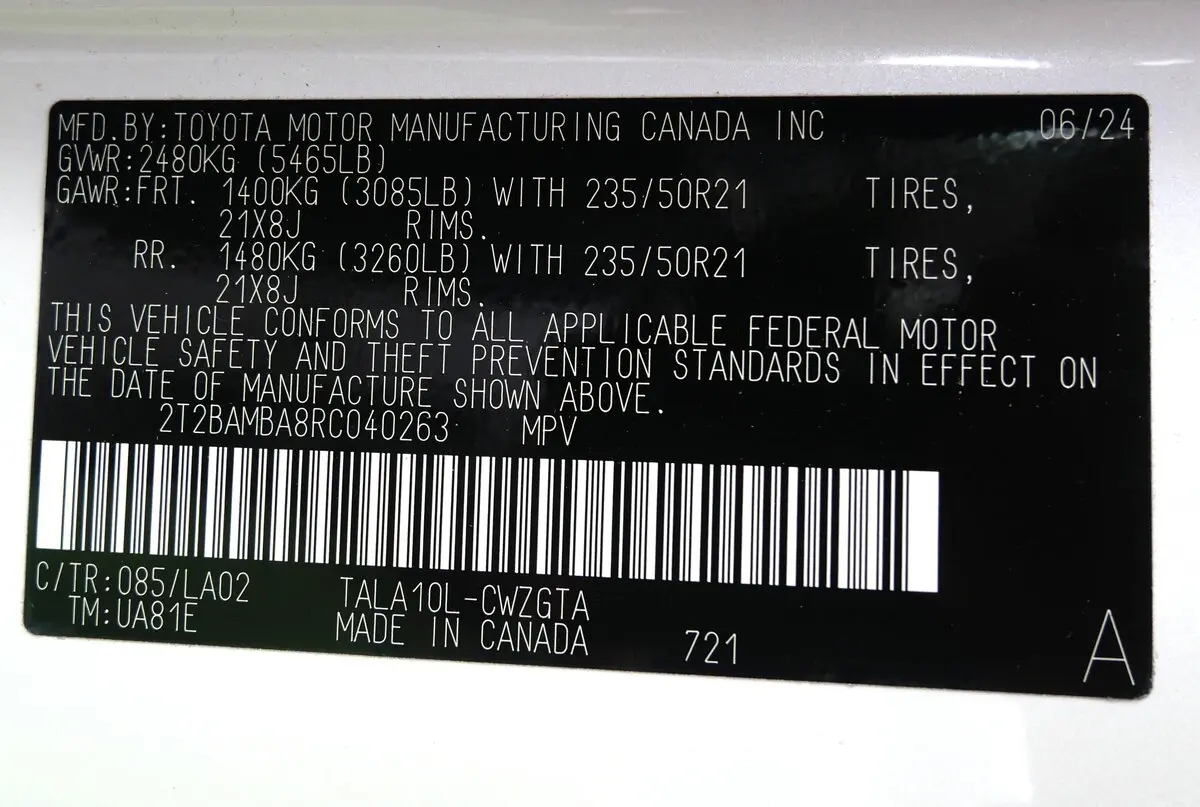 MFD.BY:TOYOTA MOTOR MANUFACTURING CANADA INC 06/24
GVWR:2480KG (5465LB)
GAWR:FRT. 1400KG (3085LB) WITH 235/50R21 TIRES,
21X8J RIMS.
RR. 1480KG (3260LB) WITH 235/50R21 TIRES,
21X8J RIMS.
THIS VEHICLE CONFORMS TO ALL APPLICABLE FEDERAL MOTOR
VEHICLE SAFETY AND THEFT PREVENTION STANDARDS IN EFFECT ON
THE DATE OF MANUFACTURE SHOWN ABOVE.
2T2BAMBA8RC040263 MPV
C/TR:085/LA02 TALA10L-CWZGTA
TM:UA81E MADE IN CANADA 721 A